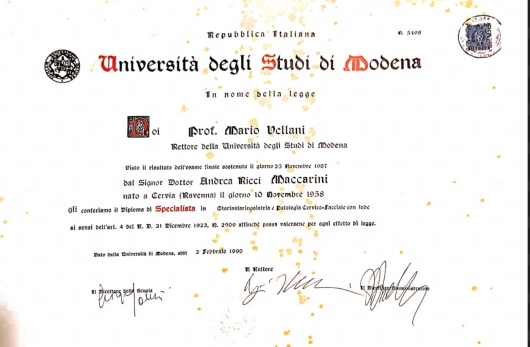 Repubblica Italiana
N. 5498
Università degli Studi di Modena
In nome della legge
Noi Prof. Mario Vellani
Rettore della Università degli Studi di Modena
Visto il risultato dell'esame finale sostenuto il giorno 23 Novembre 1987
dal Signor Dottor Andrea Ricci Maccarini
nato a Cervia (Ravenna) il giorno 10 Novembre 1958
gli conferiamo il Diploma di Specialista in Otorinolaringoiatria e Patologia Cervico-Facciale con lode
ai sensi dell'art. 4 del R. D. 31 Dicembre 1923, N. 2909 affinchè possa valersene per ogni effetto di legge.
Dato dalla Università di Modena, addì 2 Febbraio 1990
Il Rettore
Il Direttore della Scuola
Il Direttore Amministrativo